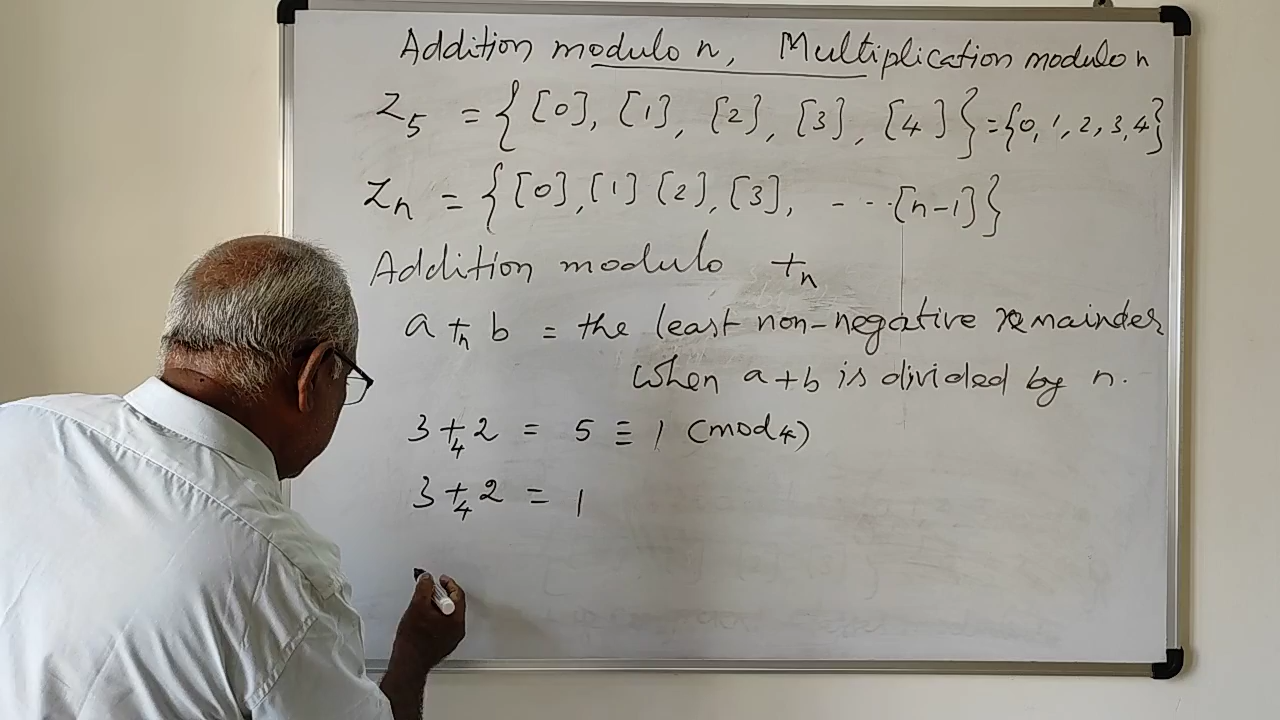 Addition modulo n, Multiplication modulo n
Z₅ = {[0], [1], [2], [3], [4]} = {0, 1, 2, 3, 4}
Zₙ = {[0], [1] [2], [3], - - - [n-1]}
Addition modulo +ₙ
a +ₙ b = the least non-negative remainder
when a+b is divided by n.
3 +₄ 2 = 5 ≡ 1 (mod 4)
3 +₄ 2 = 1